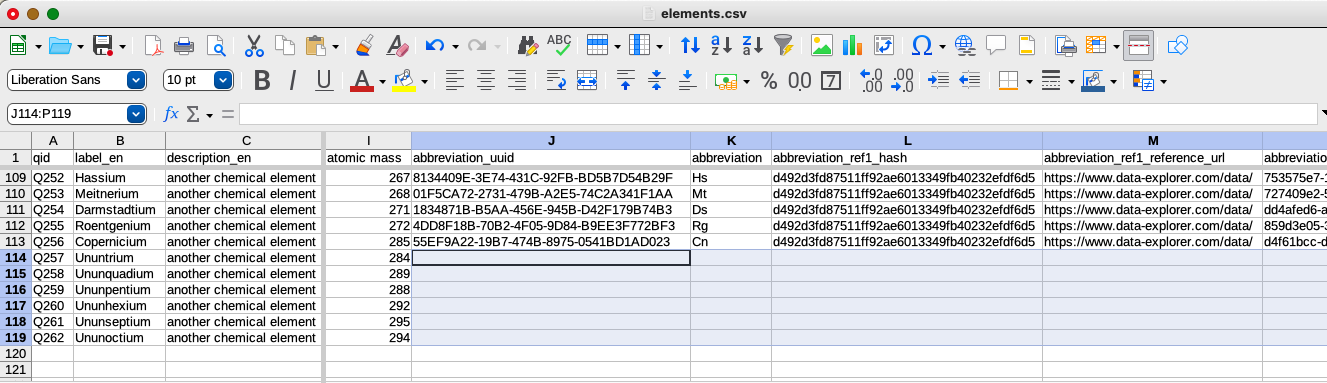 elements.csv
ABC
Liberation Sans 10 pt B I U A % 0.0 7 .00 .00
J114:P119 fx Σ =
A B C I J K L M
1 qid label_en description_en atomic mass abbreviation_uuid abbreviation abbreviation_ref1_hash abbreviation_ref1_reference_url abbreviatio
109 Q252 Hassium another chemical element 267 8134409E-3E74-431C-92FB-BD5B7D54B29F Hs d492d3fd87511ff92ae6013349fb40232efdf6d5 https://www.data-explorer.com/data/ 753575e7-
110 Q253 Meitnerium another chemical element 268 01F5CA72-2731-479B-A2E5-74C2A341F1AA Mt d492d3fd87511ff92ae6013349fb40232efdf6d5 https://www.data-explorer.com/data/ 727409e2-
111 Q254 Darmstadtium another chemical element 271 1834871B-B5AA-456E-945B-D42F179B74B3 Ds d492d3fd87511ff92ae6013349fb40232efdf6d5 https://www.data-explorer.com/data/ dd4afed6-
112 Q255 Roentgenium another chemical element 272 4DD8F18B-70B2-4F05-9D84-B9EE3F772BF3 Rg d492d3fd87511ff92ae6013349fb40232efdf6d5 https://www.data-explorer.com/data/ 859d3e05-
113 Q256 Copernicium another chemical element 285 55EF9A22-19B7-474B-8975-0541BD1AD023 Cn d492d3fd87511ff92ae6013349fb40232efdf6d5 https://www.data-explorer.com/data/ d4f61bcc-
114 Q257 Ununtrium another chemical element 284
115 Q258 Ununquadium another chemical element 289
116 Q259 Ununpentium another chemical element 288
117 Q260 Ununhexium another chemical element 292
118 Q261 Ununseptium another chemical element 295
119 Q262 Ununoctium another chemical element 294
120
121